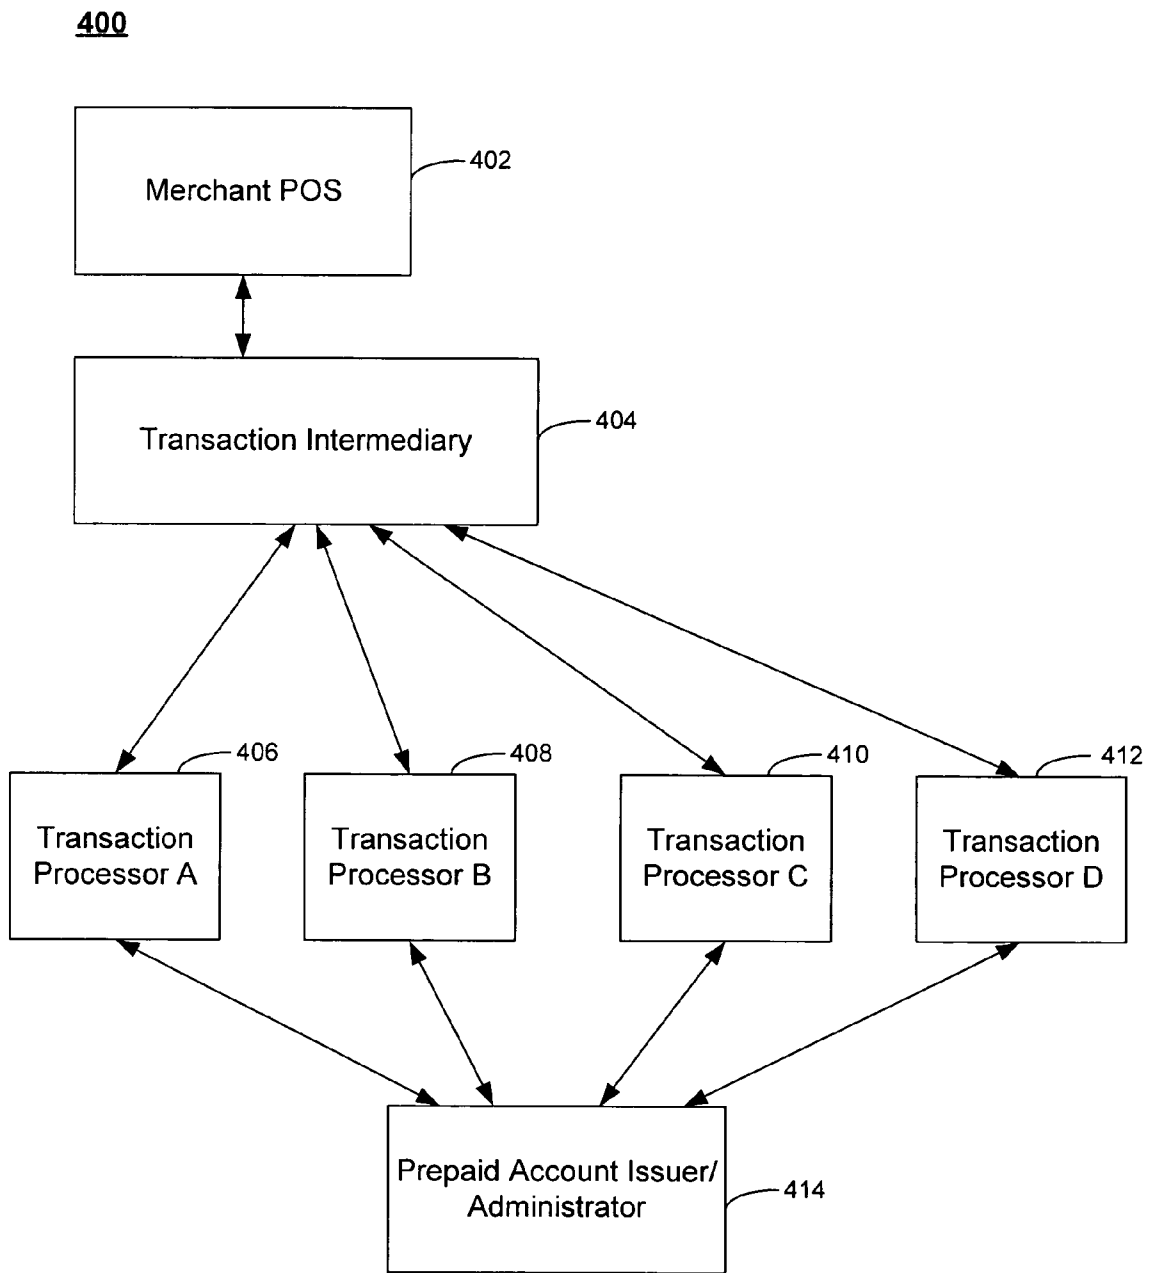 400
402
Merchant POS
404
Transaction Intermediary
406
408
410
412
Transaction
Processor A
Transaction
Processor B
Transaction
Processor C
Transaction
Processor D
Prepaid Account Issuer/
Administrator
414